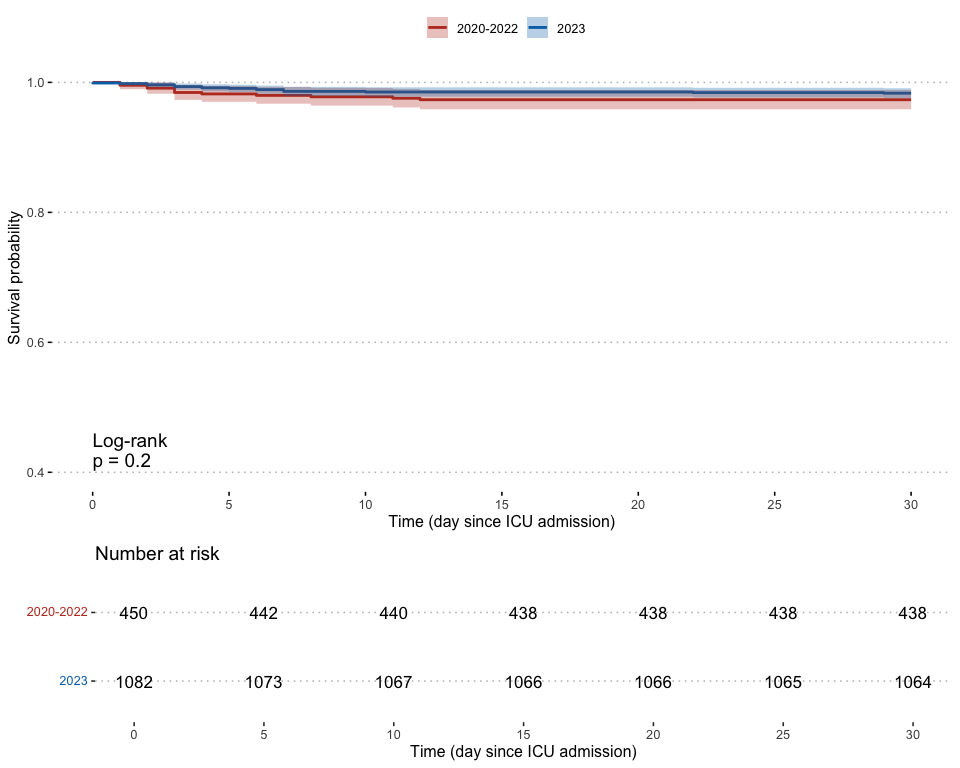 2020-2022 2023
1.0
0.8
0.6
0.4
Survival probability
Log-rank
p = 0.2
0 5 10 15 20 25 30
Time (day since ICU admission)
Number at risk
2020-2022 450 442 440 438 438 438 438
2023 1082 1073 1067 1066 1066 1065 1064
0 5 10 15 20 25 30
Time (day since ICU admission)